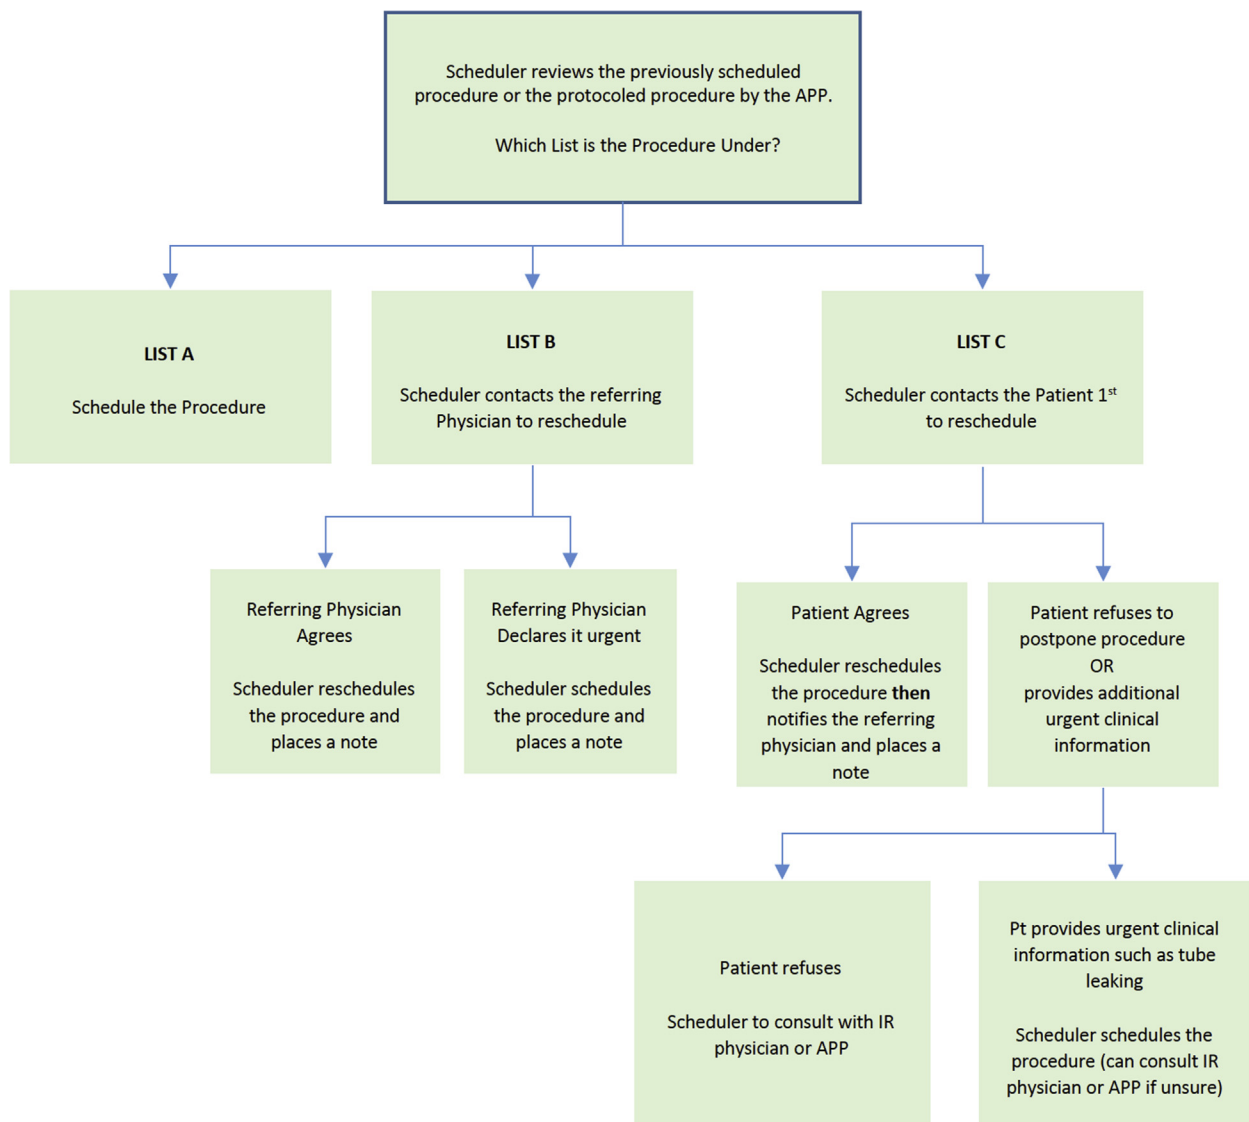 Scheduler reviews the previously scheduled
procedure or the protocoled procedure by the APP.
Which List is the Procedure Under?
LIST A
Schedule the Procedure
LIST B
Scheduler contacts the referring
Physician to reschedule
LIST C
Scheduler contacts the Patient 1st
to reschedule
Referring Physician
Agrees
Scheduler reschedules
the procedure and
places a note
Referring Physician
Declares it urgent
Scheduler schedules
the procedure and
places a note
Patient Agrees
Scheduler reschedules
the procedure then
notifies the referring
physician and places a
note
Patient refuses to
postpone procedure
OR
provides additional
urgent clinical
information
Patient refuses
Scheduler to consult with IR
physician or APP
Pt provides urgent clinical
information such as tube
leaking
Scheduler schedules the
procedure (can consult IR
physician or APP if unsure)